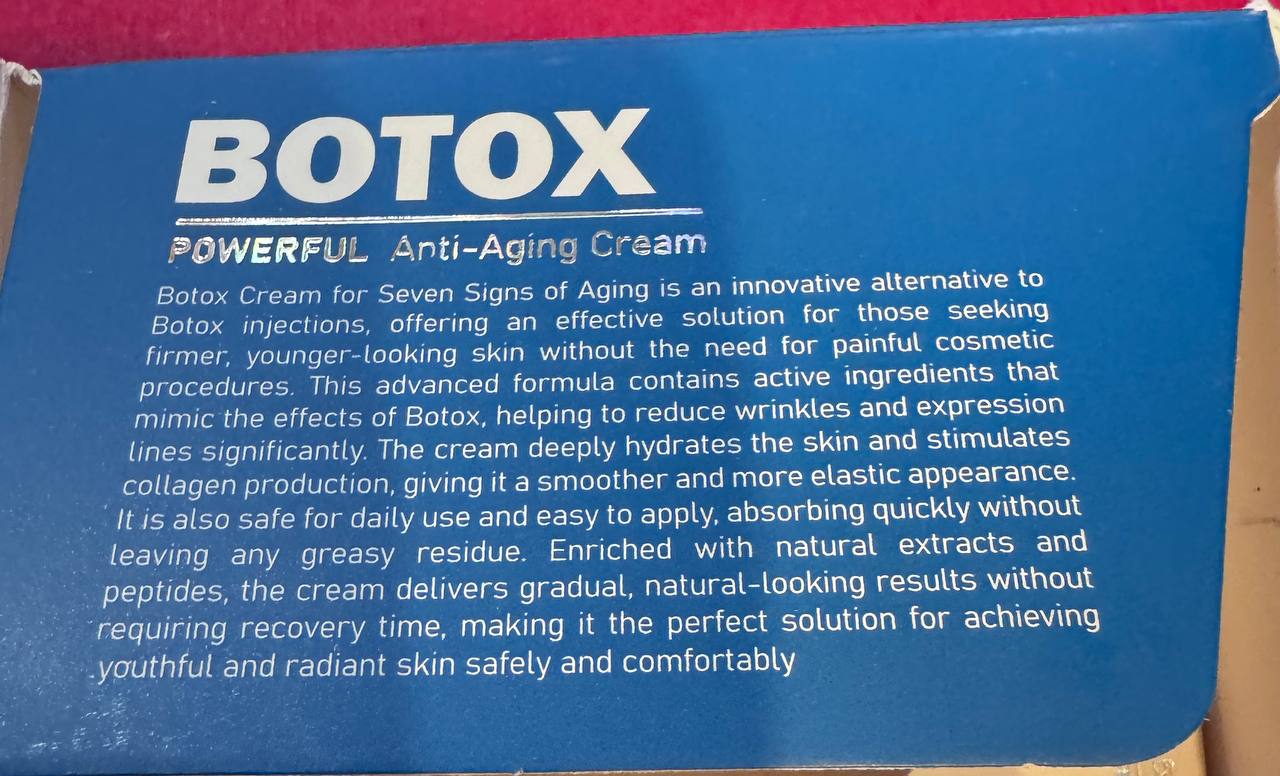 BOTOX
POWERFUL Anti-Aging Cream
Botox Cream for Seven Signs of Aging is an innovative alternative to
Botox injections, offering an effective solution for those seeking
firmer, younger-looking skin without the need for painful cosmetic
procedures. This advanced formula contains active ingredients that
mimic the effects of Botox, helping to reduce wrinkles and expression
lines significantly. The cream deeply hydrates the skin and stimulates
collagen production, giving it a smoother and more elastic appearance.
It is also safe for daily use and easy to apply, absorbing quickly without
leaving any greasy residue. Enriched with natural extracts and
peptides, the cream delivers gradual, natural-looking results without
requiring recovery time, making it the perfect solution for achieving
.youthful and radiant skin safely and comfortably